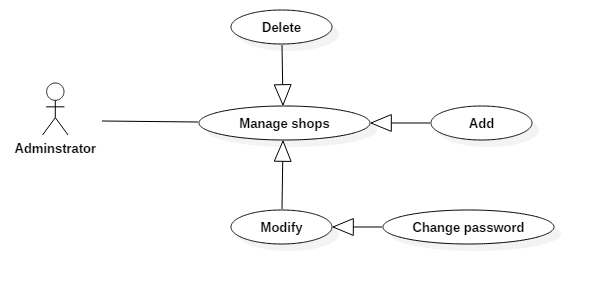 Delete
Manage shops
Add
Adminstrator
Modify
Change password